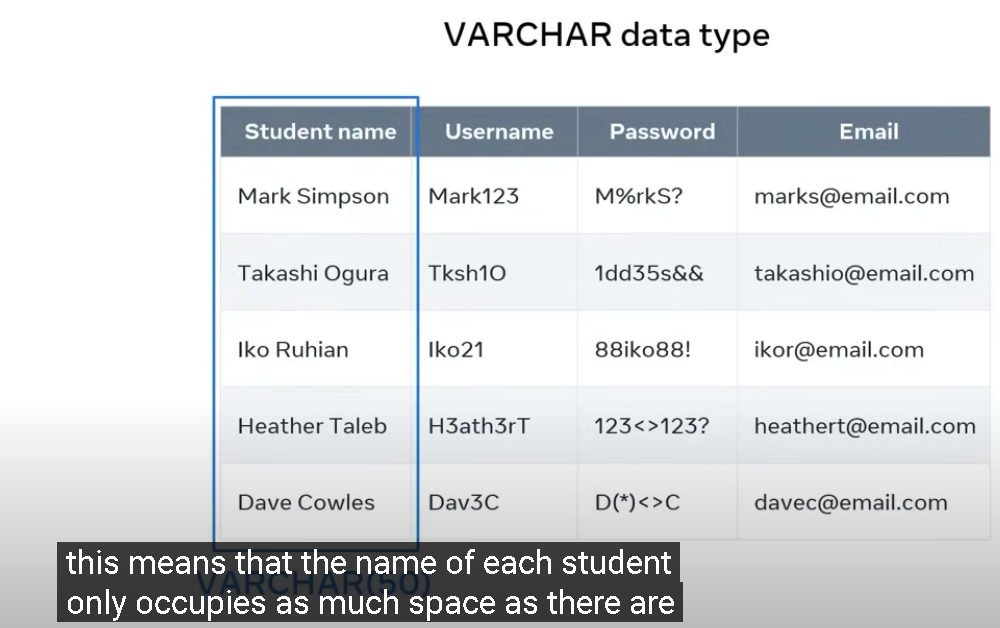 VARCHAR data type
Student name Username Password Email
Mark Simpson Mark123 M%rkS? marks@email.com
Takashi Ogura Tksh1O 1dd35s&& takashio@email.com
Iko Ruhian Iko21 88iko88! ikor@email.com
Heather Taleb H3ath3rT 123<>123? heathert@email.com
Dave Cowles Dav3C D(*)<>C davec@email.com
this means that the name of each student
VARCHAR(50)
only occupies as much space as there are